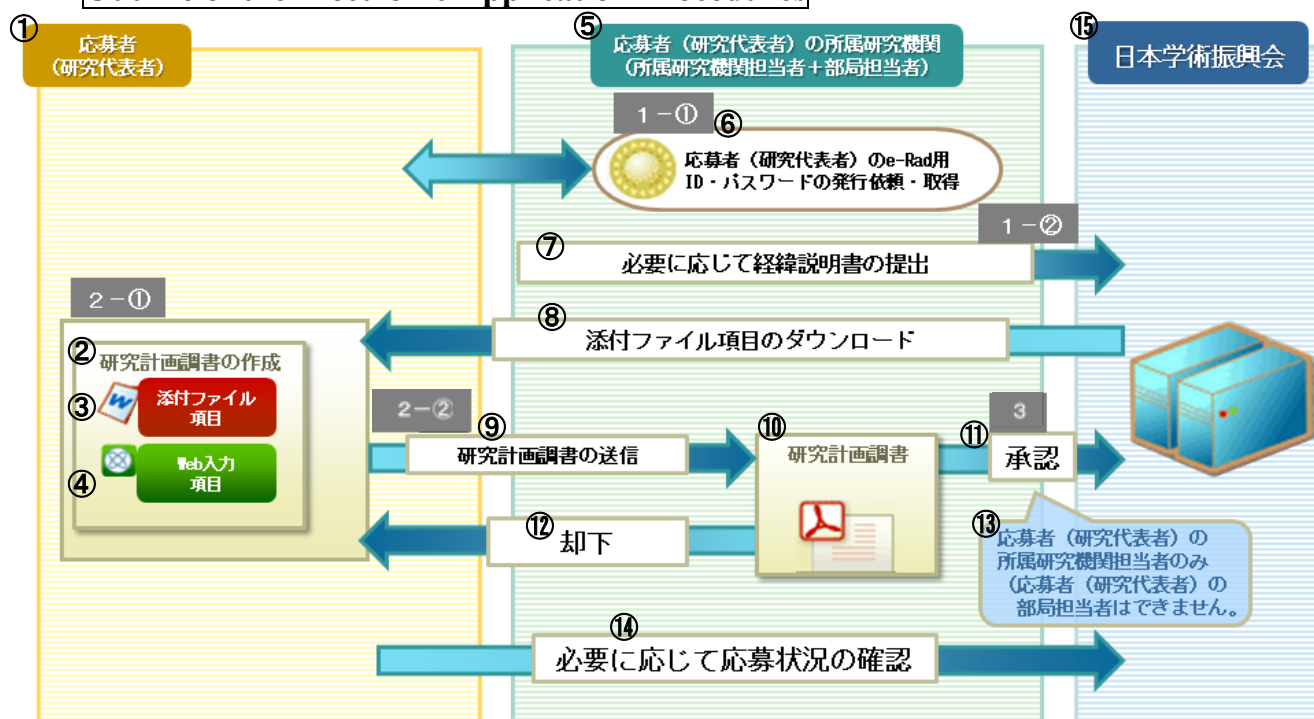 Outline of the Electronic Application Procedures
①
応募者
(研究代表者)
⑤
応募者（研究代表者）の所属研究機関
(所属研究機関担当者＋部局担当者)
⑮
日本学術振興会
1－①
⑥
応募者（研究代表者）のe-Rad用
ID・パスワードの発行依頼・取得
1－②
⑦
必要に応じて経緯説明書の提出
2－①
⑧
添付ファイル項目のダウンロード
②
研究計画調書の作成
③
添付ファイル
項目
④
Web入力
項目
2－②
⑨
研究計画調書の送信
⑩
研究計画調書
3
⑪
承認
⑫
却下
⑬
応募者（研究代表者）の
所属研究機関担当者のみ
（応募者（研究代表者）の
部局担当者はできません。
⑭
必要に応じて応募状況の確認